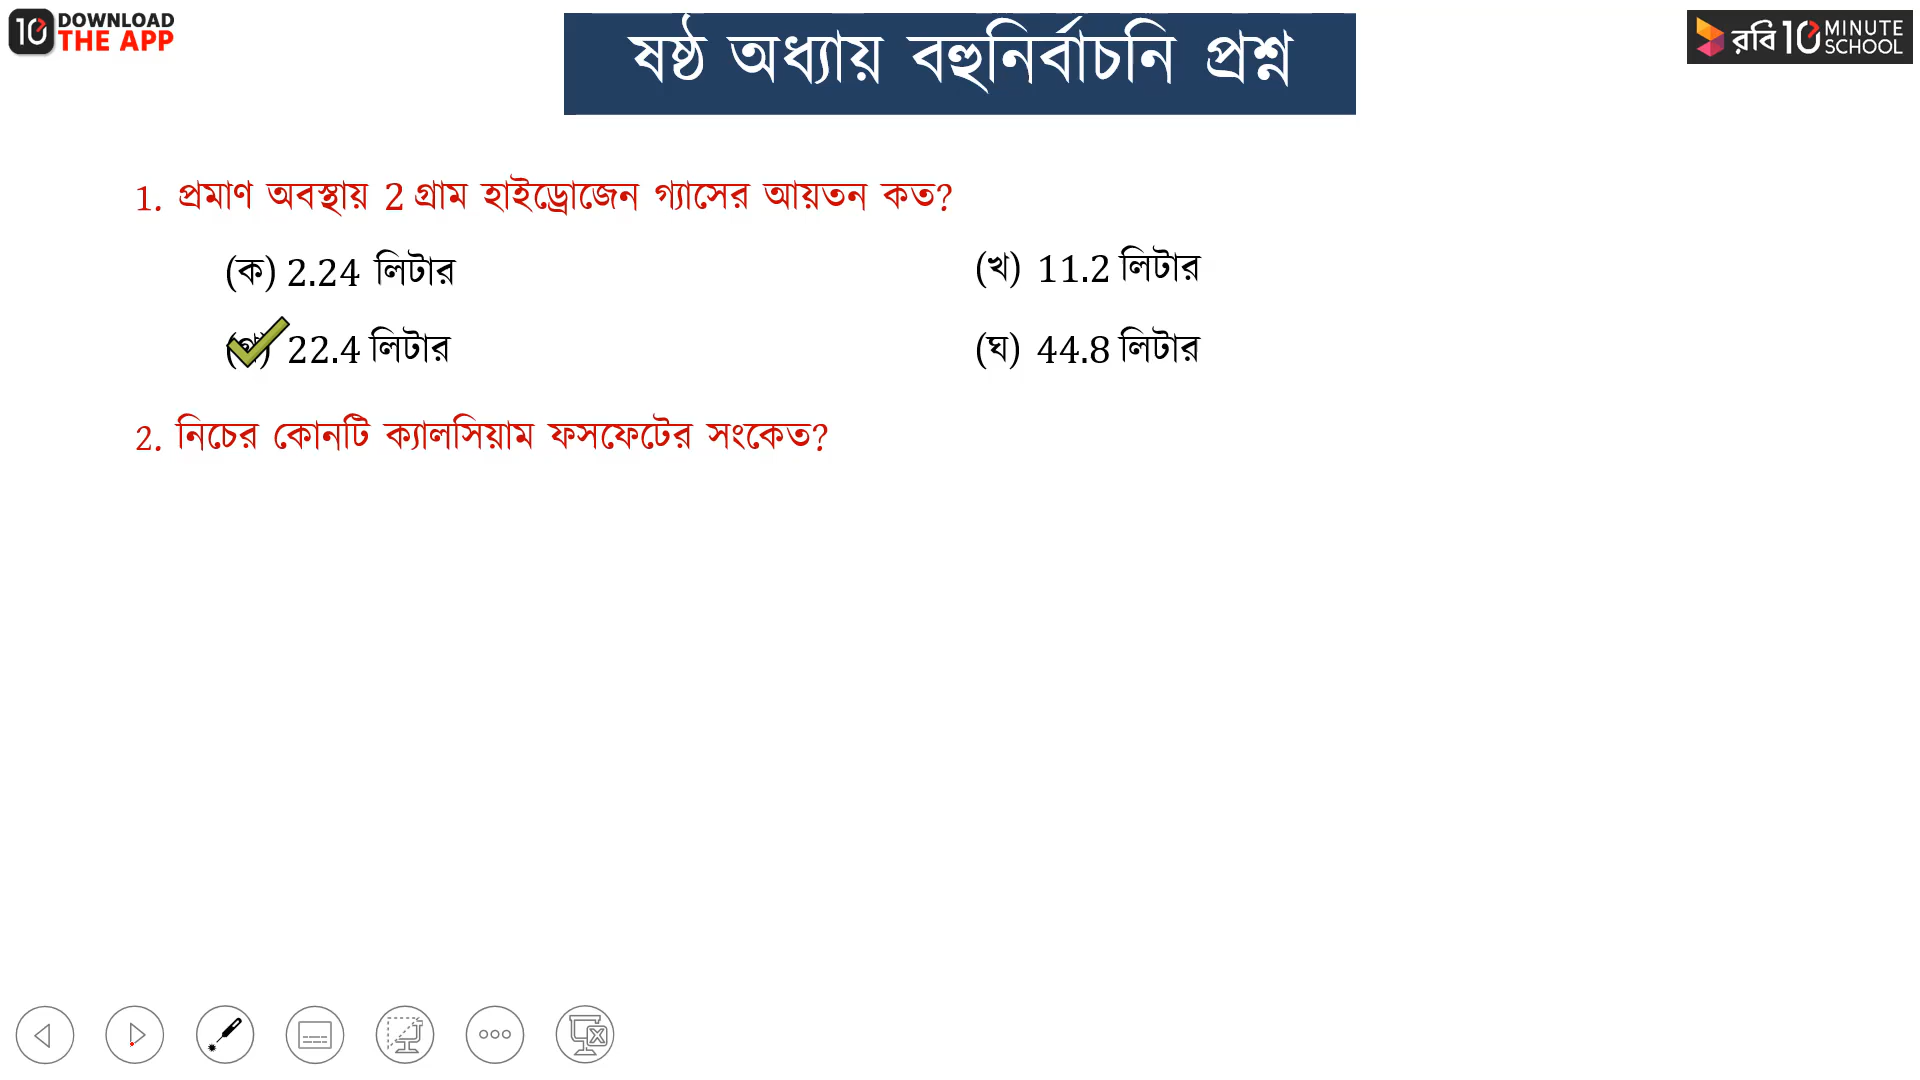 DOWNLOAD
THE APP
ষষ্ঠ অধ্যায় বহুনির্বাচনি প্রশ্ন
রবি 10 MINUTE SCHOOL
1. প্রমাণ অবস্থায় 2 গ্রাম হাইড্রোজেন গ্যাসের আয়তন কত?
(ক) 2.24 লিটার
(খ) 11.2 লিটার
(গ) 22.4 লিটার
(ঘ) 44.8 লিটার
2. নিচের কোনটি ক্যালসিয়াম ফসফেটের সংকেত?